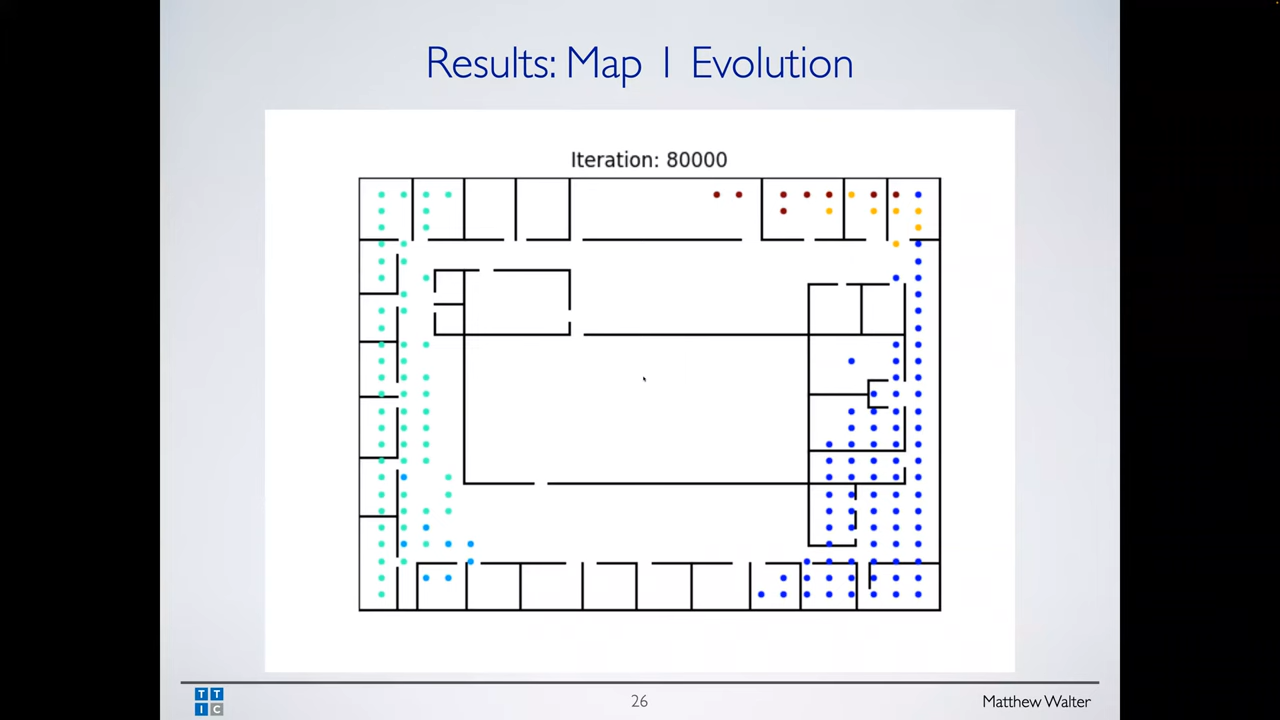 Results: Map 1 Evolution
Iteration: 80000
T T
I C
26
Matthew Walter